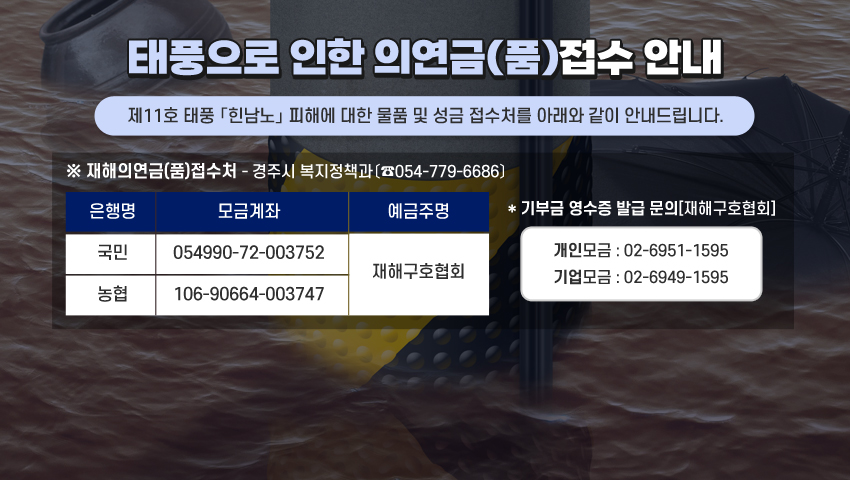 태풍으로 인한 의연금(품)접수 안내
제11호 태풍 「힌남노」 피해에 대한 물품 및 성금 접수처를 아래와 같이 안내드립니다.
※ 재해의연금(품)접수처 - 경주시 복지정책과〔☎054-779-6686〕
은행명 모금계좌 예금주명
국민 054990-72-003752
재해구호협회
농협 106-90664-003747
* 기부금 영수증 발급 문의[재해구호협회]
개인모금 : 02-6951-1595
기업모금 : 02-6949-1595